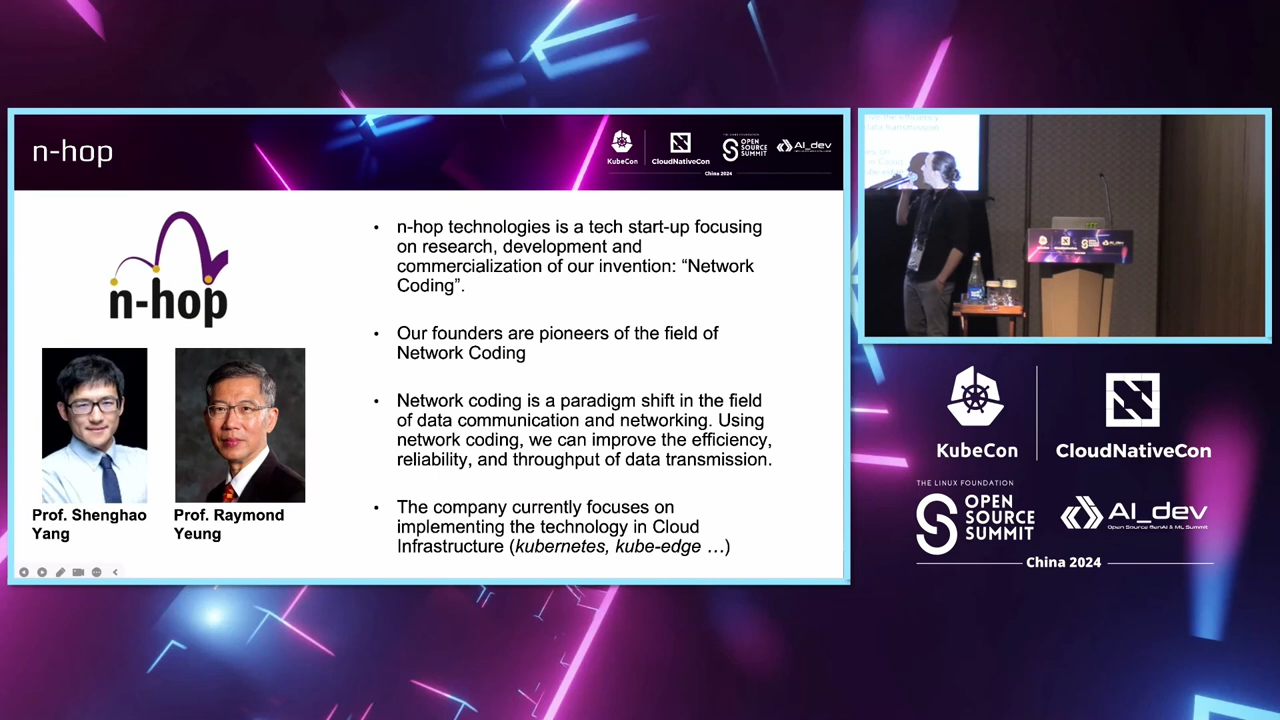 n-hop
KubeCon
CloudNativeCon
THE LINUX FOUNDATION
OPEN
SOURCE
SUMMIT
AI_dev
China 2024
n-hop
Prof. Shenghao
Yang
Prof. Raymond
Yeung
• n-hop technologies is a tech start-up focusing
on research, development and
commercialization of our invention: “Network
Coding”.
• Our founders are pioneers of the field of
Network Coding
• Network coding is a paradigm shift in the field
of data communication and networking. Using
network coding, we can improve the efficiency,
reliability, and throughput of data transmission.
• The company currently focuses on
implementing the technology in Cloud
Infrastructure (kubernetes, kube-edge …)
KubeCon
CloudNativeCon
THE LINUX FOUNDATION
OPEN
SOURCE
SUMMIT
AI_dev
Open Source GenAI & ML Summit
China 2024